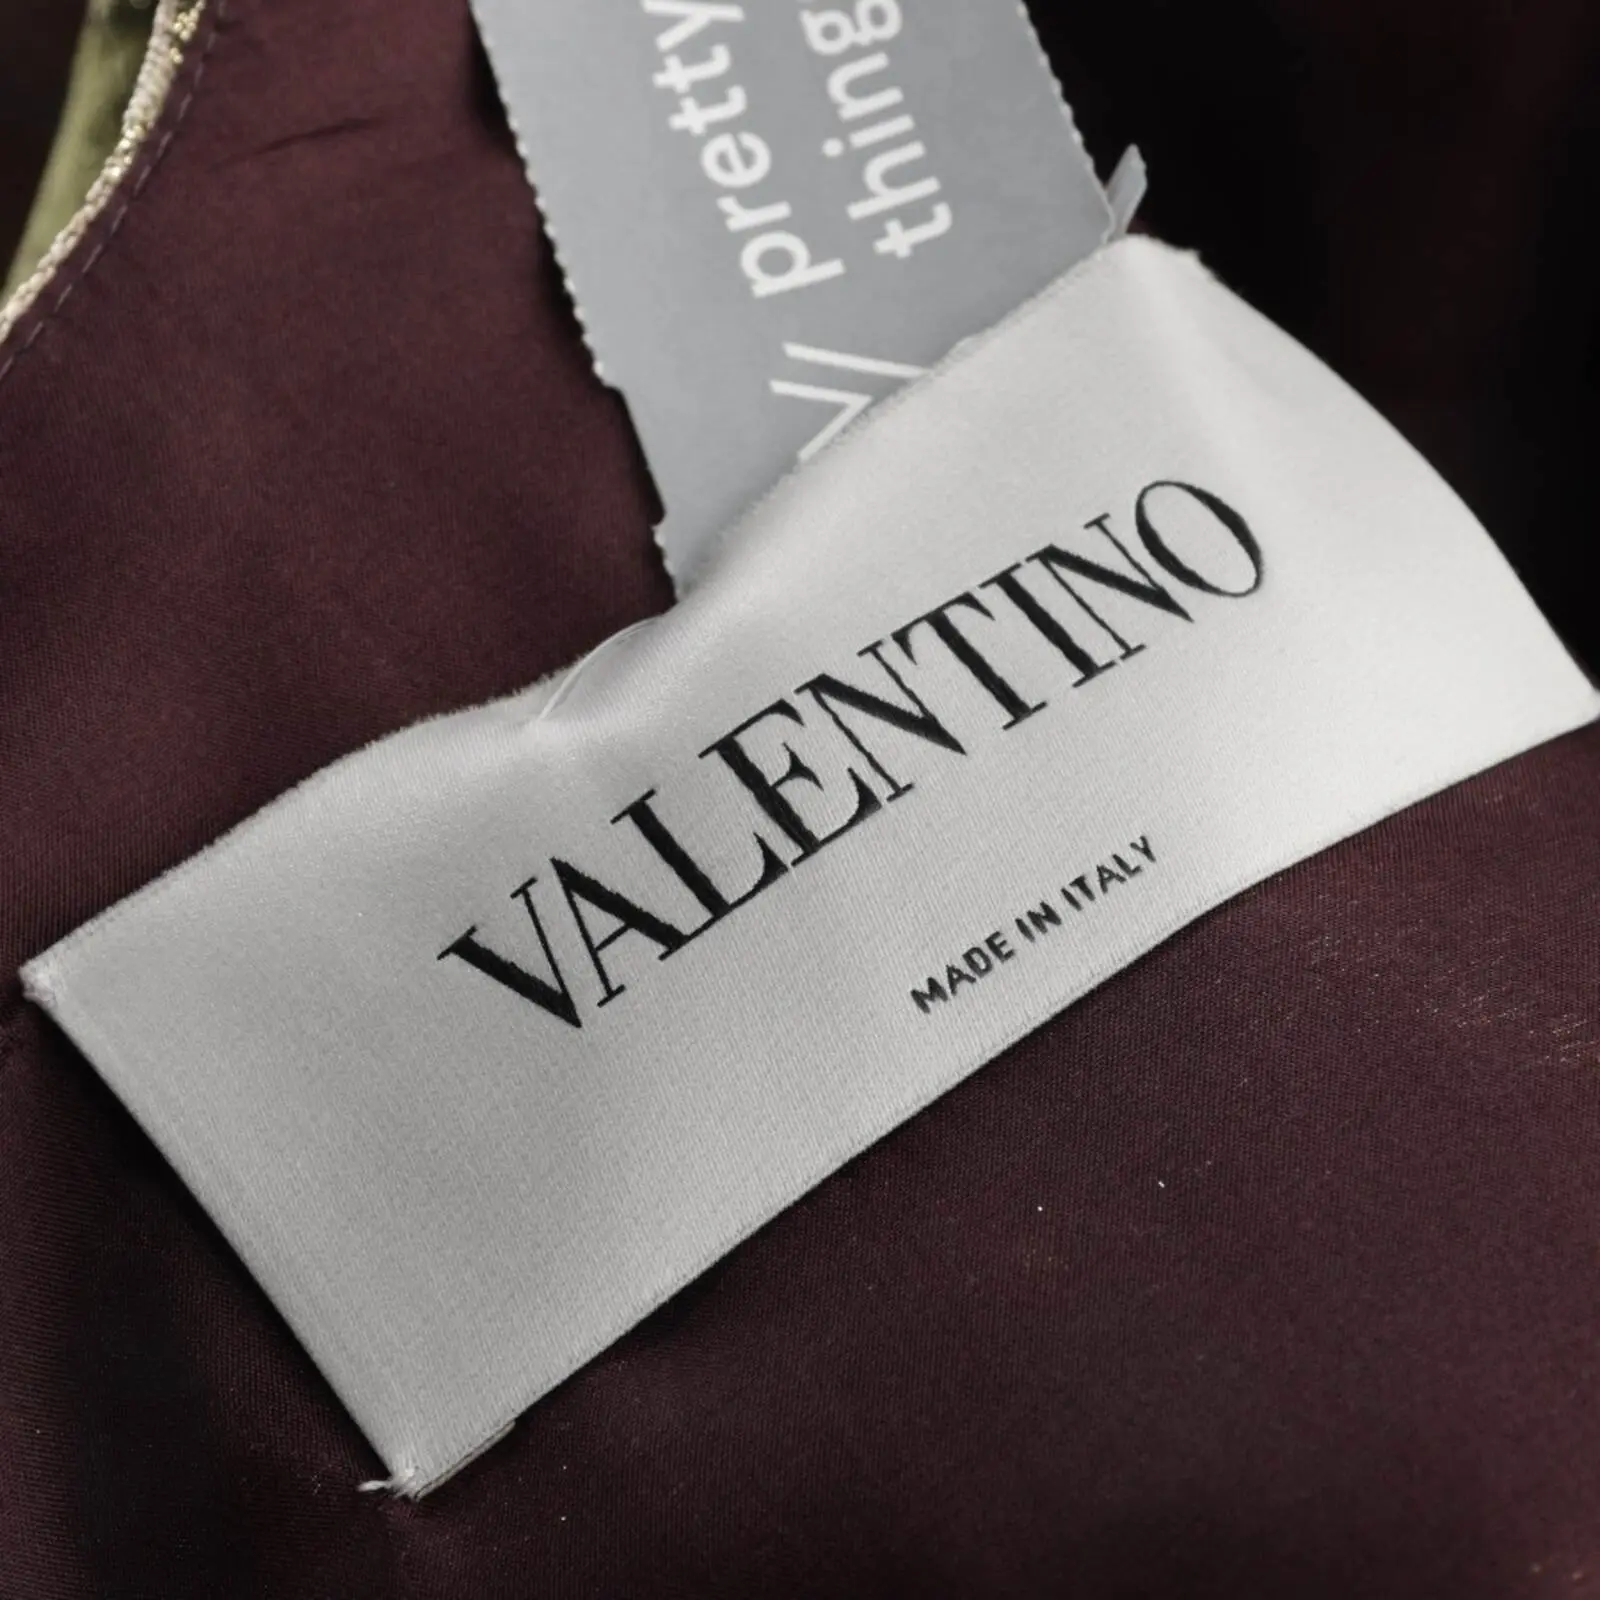 pretty
thing
VALENTINO
MADE IN ITALY